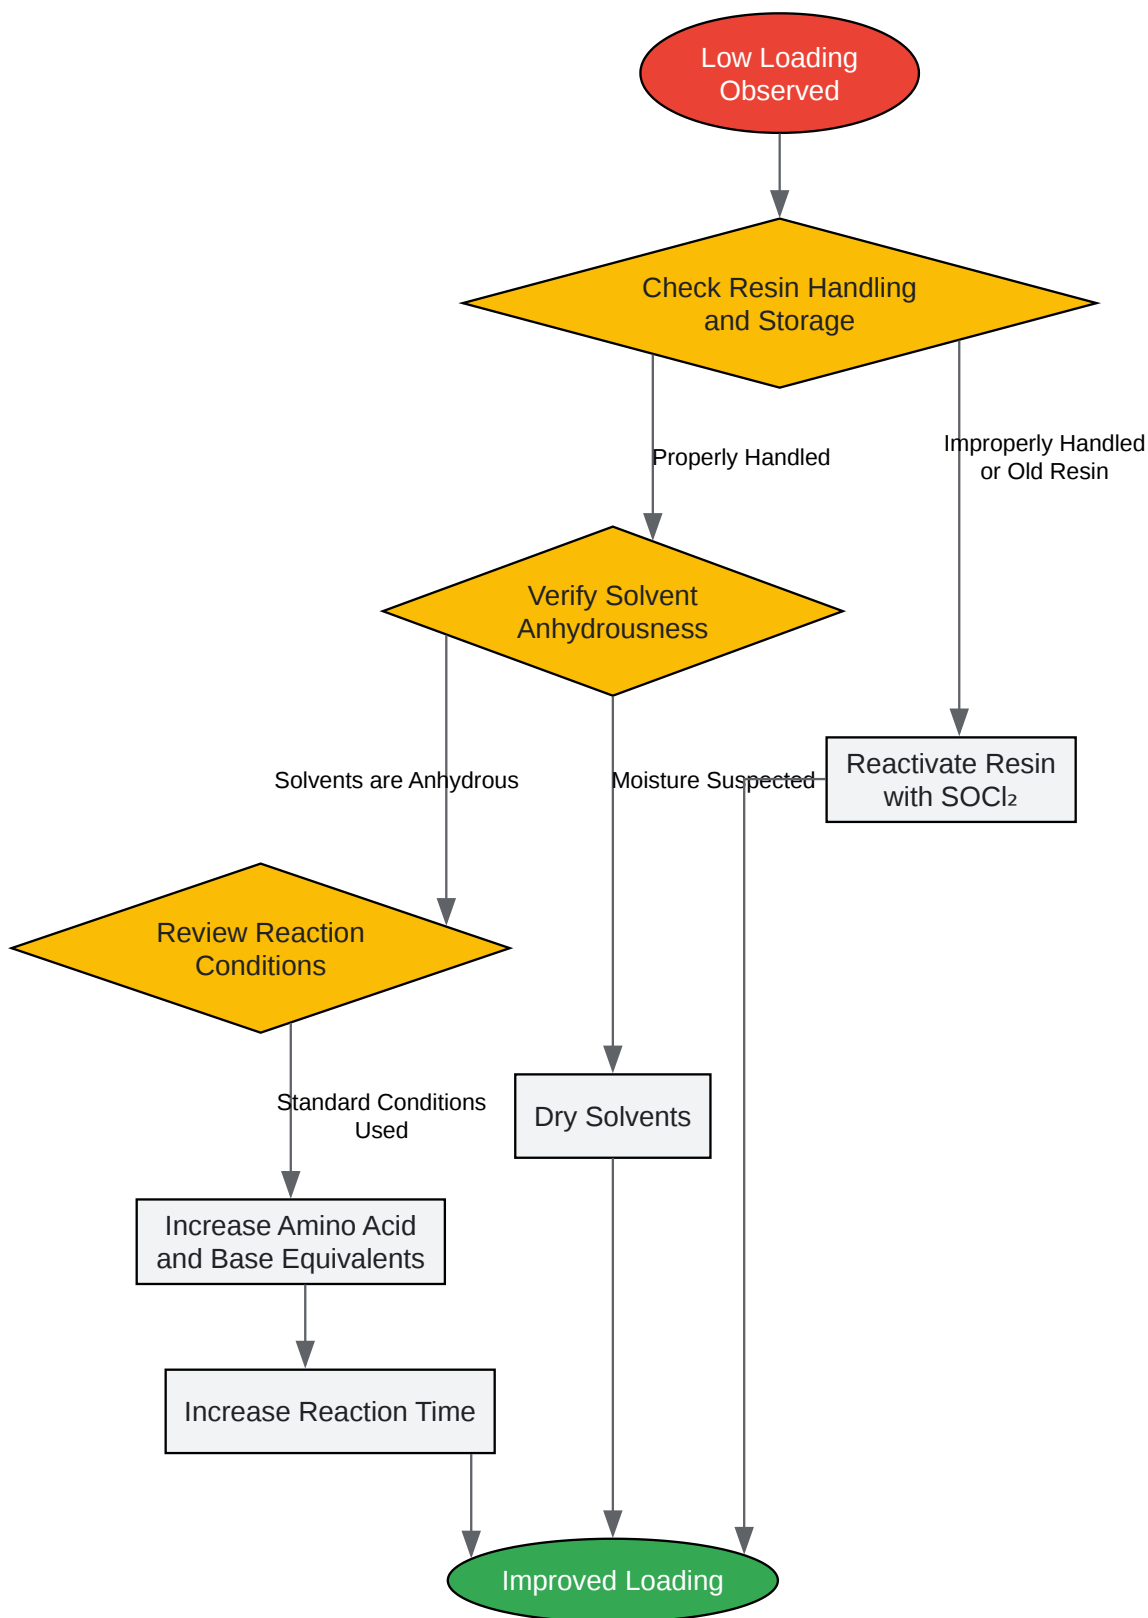 Low Loading
Observed
Check Resin Handling
and Storage
Properly Handled
Improperly Handled
or Old Resin
Verify Solvent
Anhydrousness
Solvents are Anhydrous
Moisture Suspected
Reactivate Resin
with SOCl₂
Review Reaction
Conditions
Standard Conditions
Used
Dry Solvents
Increase Amino Acid
and Base Equivalents
Increase Reaction Time
Improved Loading